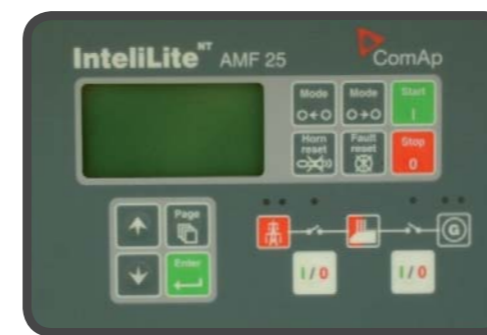 InteliLite NT AMF 25
ComAp
Mode
Mode
Start
I
Horn
reset
Fault
reset
Stop
0
Page
Enter
G
I/0
I/0